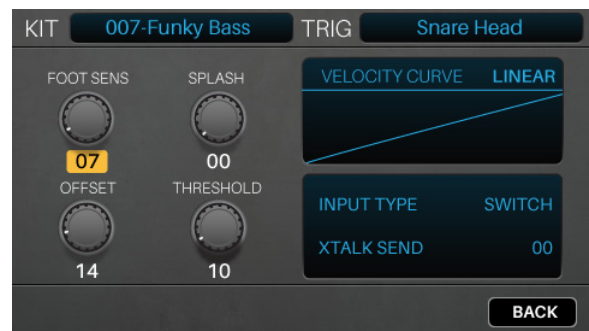 KIT 007-Funky Bass TRIG Snare Head
FOOT SENS SPLASH VELOCITY CURVE LINEAR
07 00
OFFSET THRESHOLD INPUT TYPE SWITCH
XTALK SEND 00
14 10
BACK